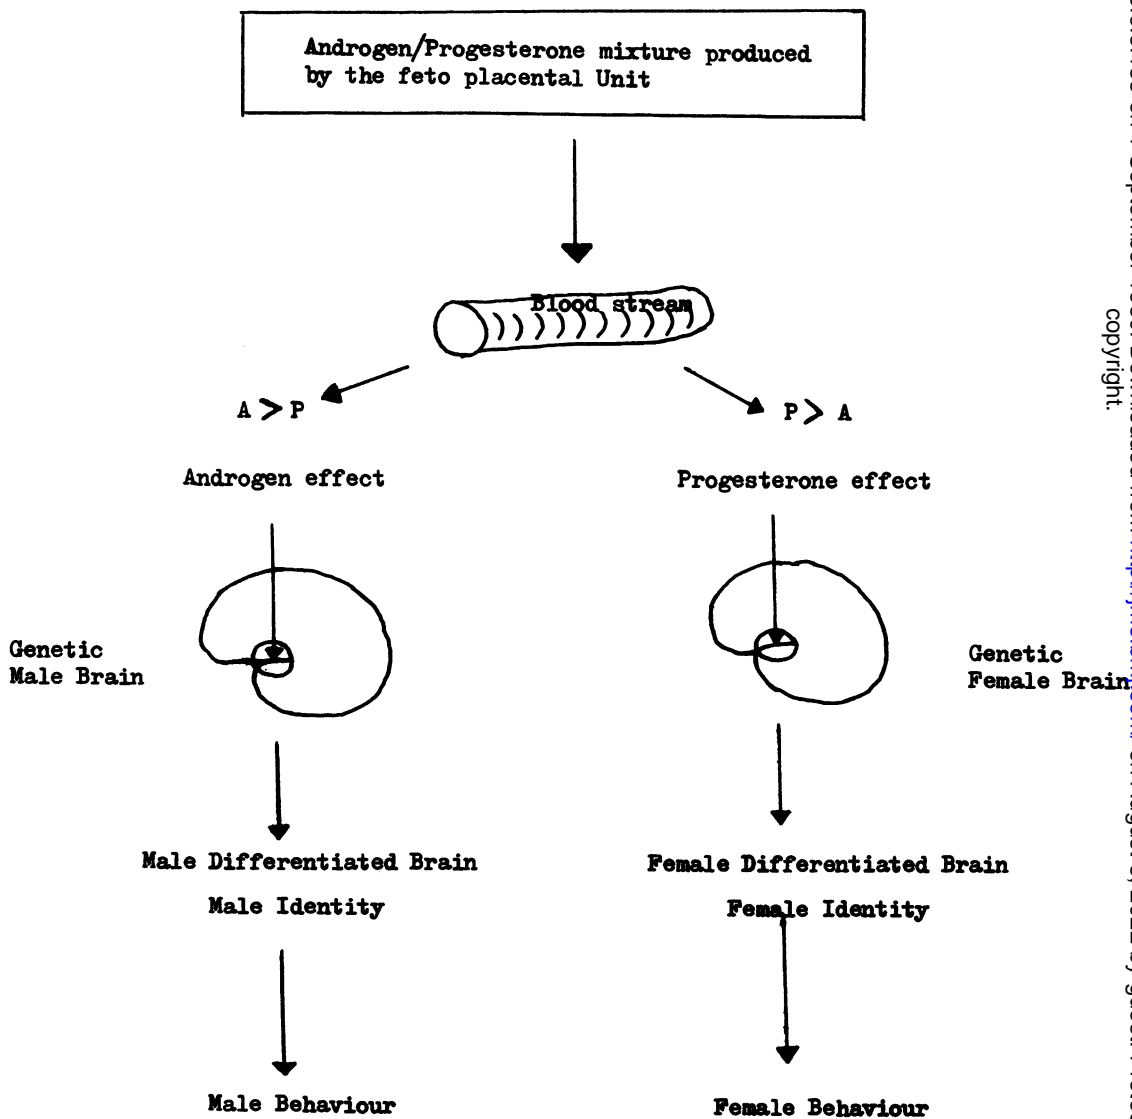 Androgen/Progesterone mixture produced
by the feto placental Unit
Blood stream
A > P
P > A
Androgen effect
Progesterone effect
Genetic
Male Brain
Genetic
Female Brain
Male Differentiated Brain
Female Differentiated Brain
Male Identity
Female Identity
Male Behaviour
Female Behaviour
copyright.